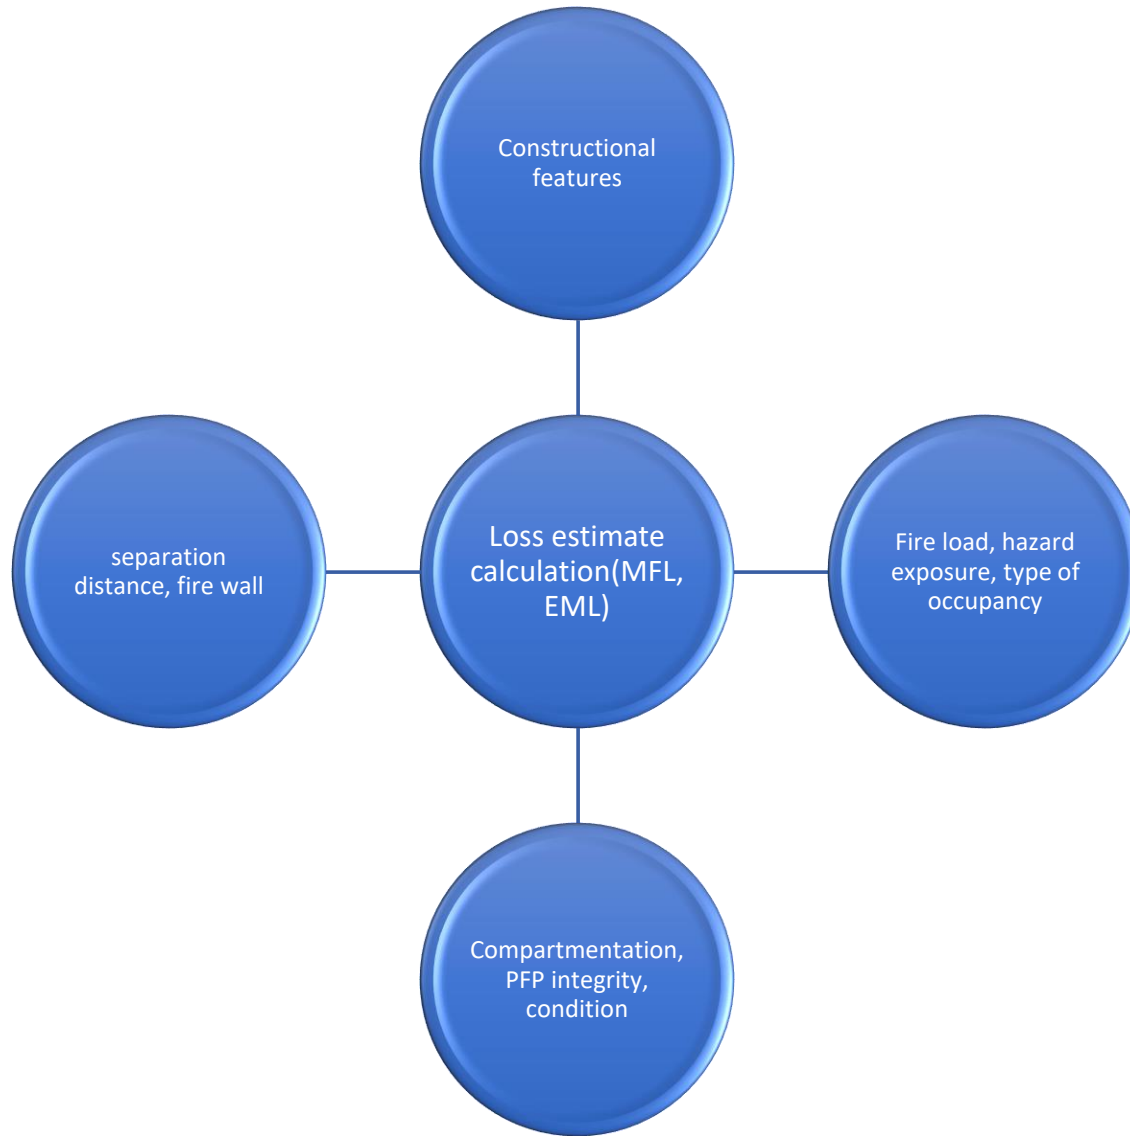 Constructional
features
separation
distance, fire wall
Loss estimate
calculation(MFL,
EML)
Fire load, hazard
exposure, type of
occupancy
Compartmentation,
PFP integrity,
condition